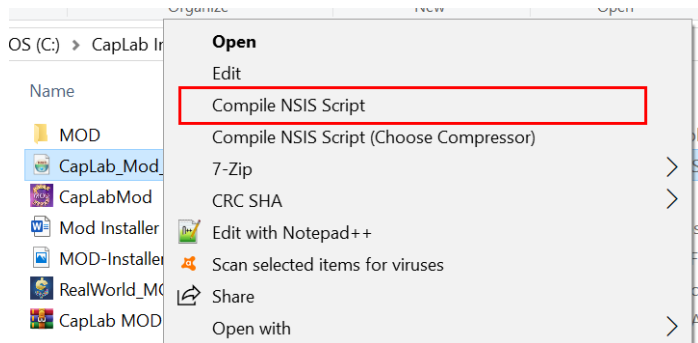 Organize New Open
OS (C:) > CapLab
Name
MOD
CapLab_Mod_
CapLabMod
Mod Installer
MOD-Installer
RealWorld_
CapLab MOD
Open
Edit
Compile NSIS Script
Compile NSIS Script (Choose Compressor)
7-Zip
CRC SHA
Edit with Notepad++
Scan selected items for viruses
Share
Open with